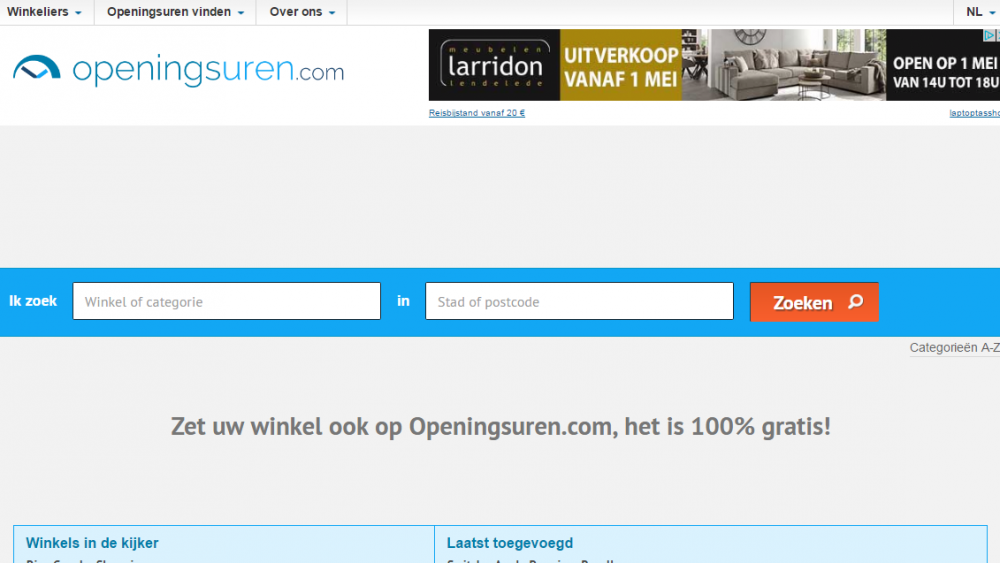 Winkeliers
Openingsuren vinden
Over ons
NL
openingsuren.com
meubelen
larridon
lendelede
UITVERKOOP
VANAF 1 MEI
OPEN OP 1 MEI
VAN 14U TOT 18U
Reisbijstand vanaf 20 €
laptoptassho
Ik zoek
Winkel of categorie
in
Stad of postcode
Zoeken
Categorieën A-Z
Zet uw winkel ook op Openingsuren.com, het is 100% gratis!
Winkels in de kijker
Laatst toegevoegd